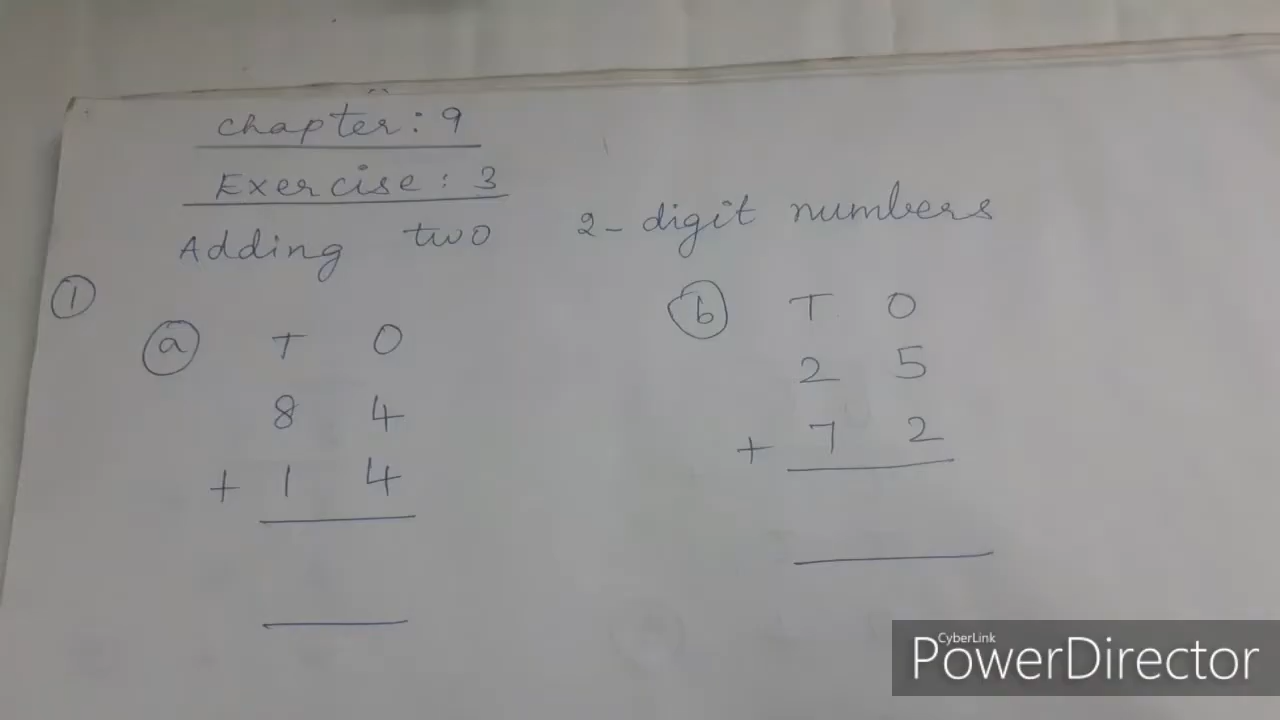 Chapter: 9
Exercise: 3
Adding two 2-digit numbers
①
ⓐ T O
8 4
+ 1 4
ⓑ T O
2 5
+ 7 2
CyberLink
PowerDirector